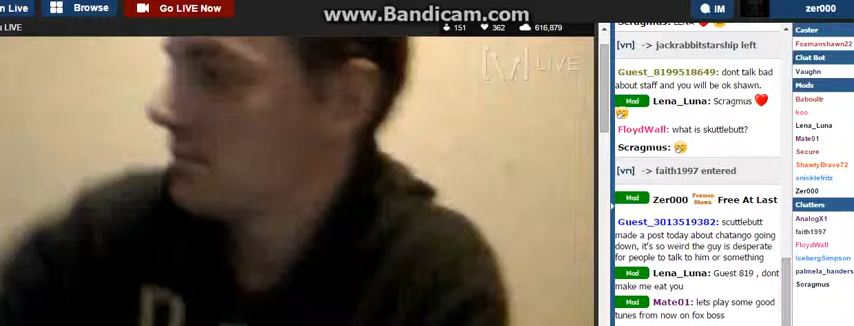 n Live
Browse
Go LIVE Now
www.Bandicam.com
IM
zer000
u LIVE
151
362
616,879
LIVE
Scragmus: LENA
[vn] -> jackrabbitstarship left
Guest_8199518649: dont talk bad
about staff and you will be ok shawn.
Mod Lena_Luna: Scragmus
FloydWall: what is skuttlebutt?
Scragmus:
[vn] -> faith1997 entered
Mod Zer000 Foxman Shawn Free At Last
Guest_3013519382: scuttlebutt
made a post today about chatango going
down, it's so weird the guy is desperate
for people to talk to him or something
Mod Lena_Luna: Guest 819 , dont
make me eat you
Mod Mate01: lets play some good
tunes from now on fox boss
Caster
Foxmanshawn22
Chat Bot
Vaughn
Mods
Baboultr
koo
Lena_Luna
Mate01
Secure
ShawtyBrave72
snicklefritz
Zer000
Chatters
AnalogX1
faith1997
FloydWall
IcebergSimpson
palmela_handers
Scragmus